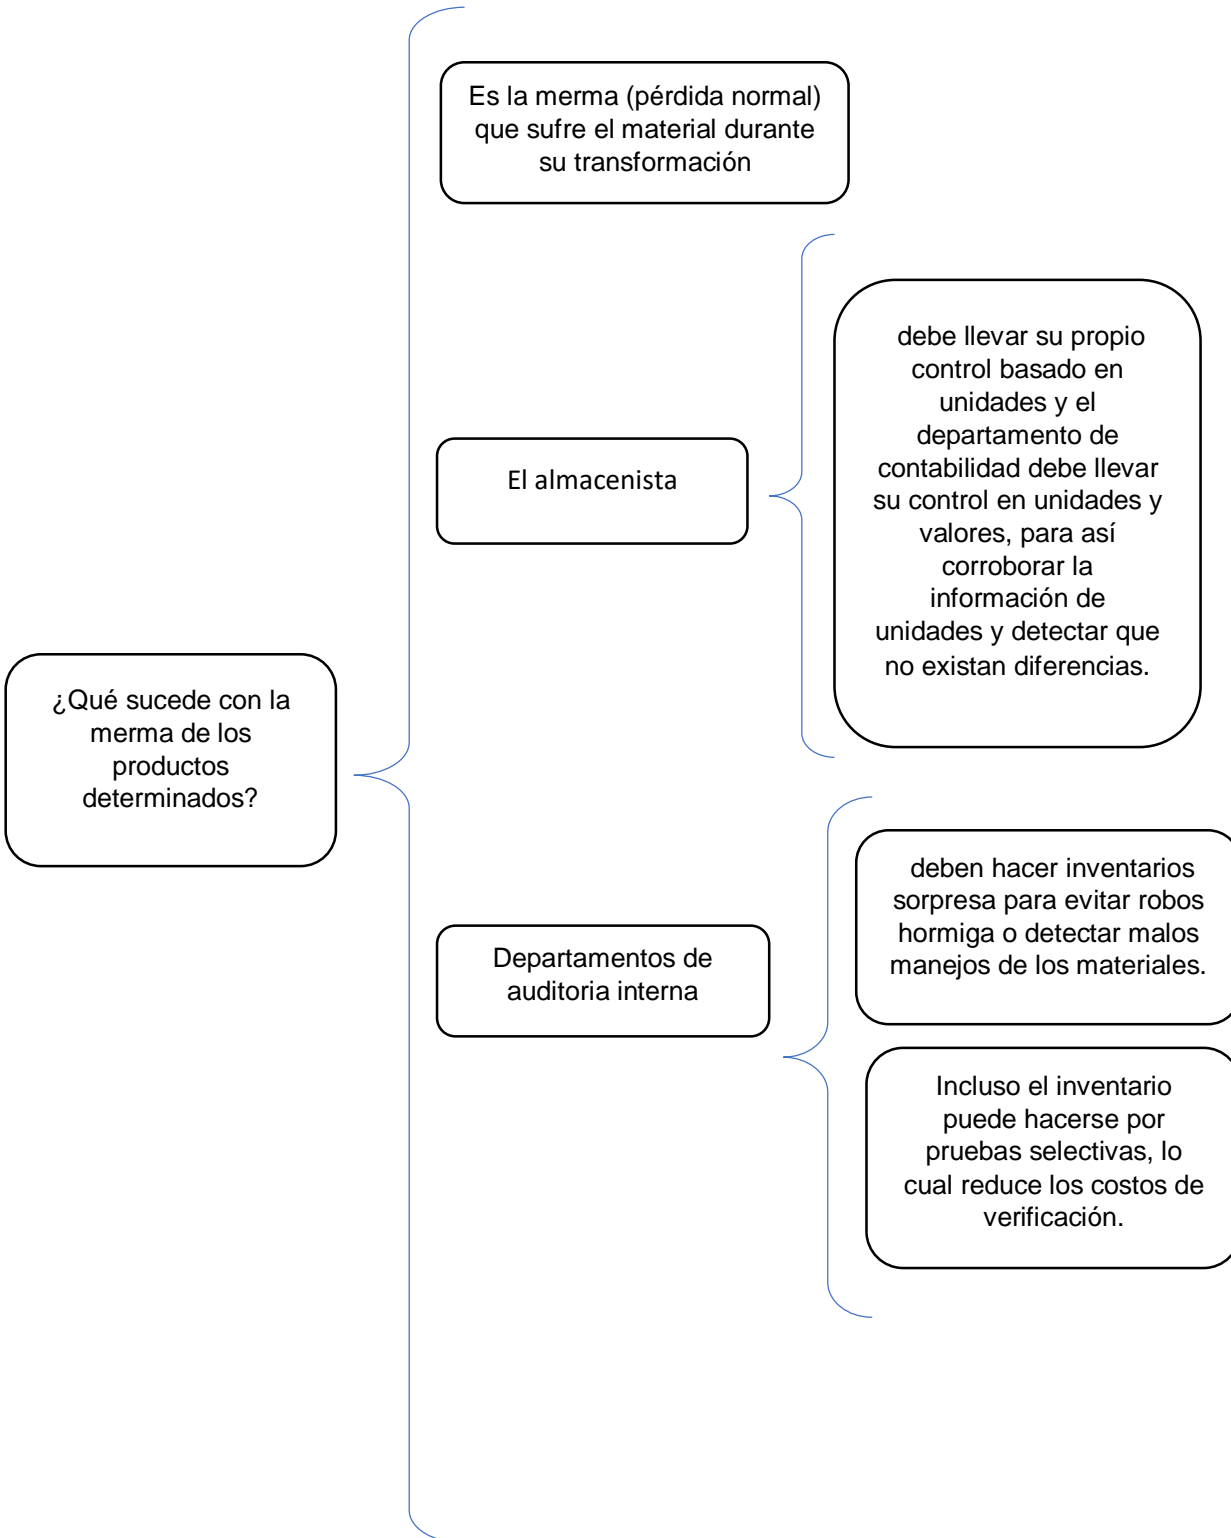 Es la merma (pérdida normal)
que sufre el material durante
su transformación
debe llevar su propio
control basado en
unidades y el
departamento de
contabilidad debe llevar
su control en unidades y
valores, para así
corroborar la
información de
unidades y detectar que
no existan diferencias.
El almacenista
¿Qué sucede con la
merma de los
productos
determinados?
deben hacer inventarios
sorpresa para evitar robos
hormiga o detectar malos
manejos de los materiales.
Departamentos de
auditoria interna
Incluso el inventario
puede hacerse por
pruebas selectivas, lo
cual reduce los costos de
verificación.